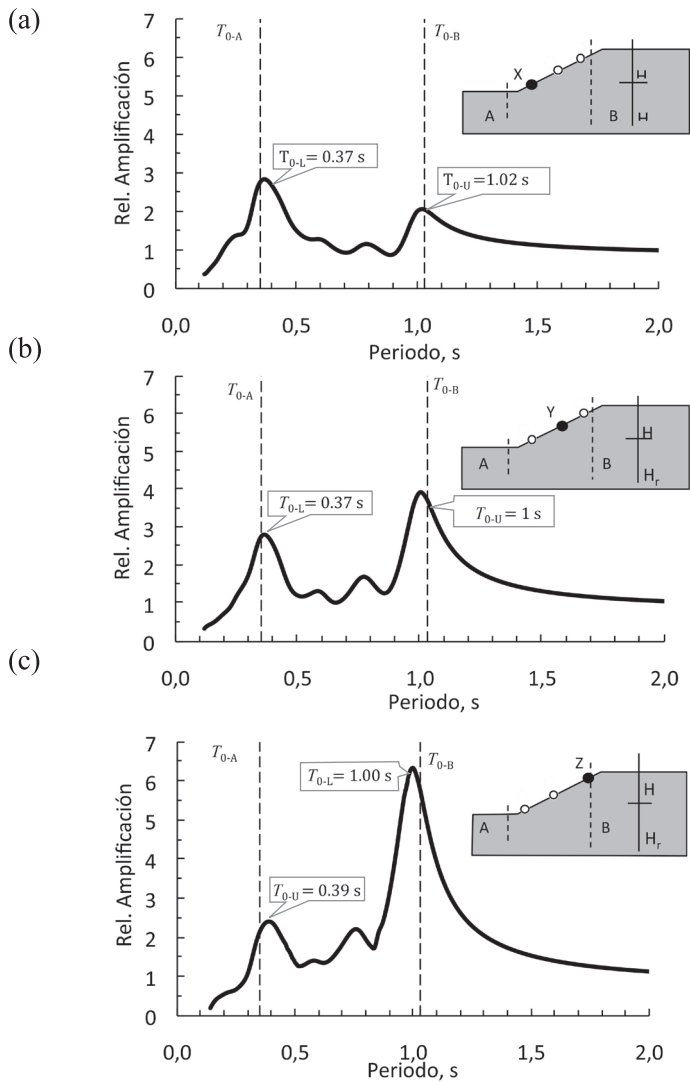 (a)
T0-A
T0-B
7
6
5
4
3
2
1
0
Rel. Amplificación
T0-L = 0.37 s
T0-U =1.02 s
X
A
B
H
H
0,0
0,5
1,0
1,5
2,0
Periodo, s
(b)
T0-A
T0-B
7
6
5
4
3
2
1
0
Rel. Amplificación
T0-L = 0.37 s
T0-U = 1 s
Y
A
B
H
Hr
0,0
0,5
1,0
1,5
2,0
Periodo, s
(c)
T0-A
T0-B
7
6
5
4
3
2
1
0
Rel. Amplificación
T0-L= 1.00 s
T0-U = 0.39 s
Z
A
B
H
Hr
0,0
0,5
1,0
1,5
2,0
Periodo, s